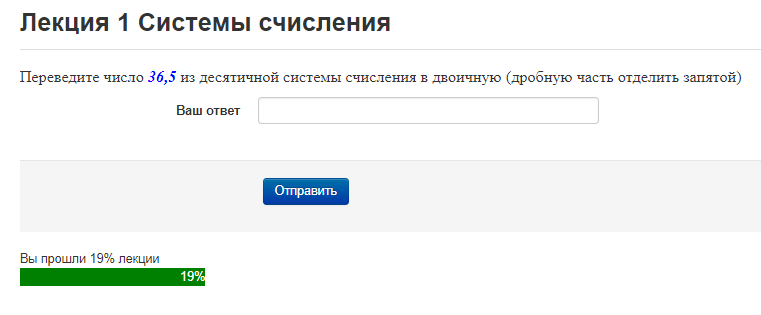 Лекция 1 Системы счисления
Переведите число 36,5 из десятичной системы счисления в двоичную (дробную часть отделить запятой)
Ваш ответ
Отправить
Вы прошли 19% лекции
19%